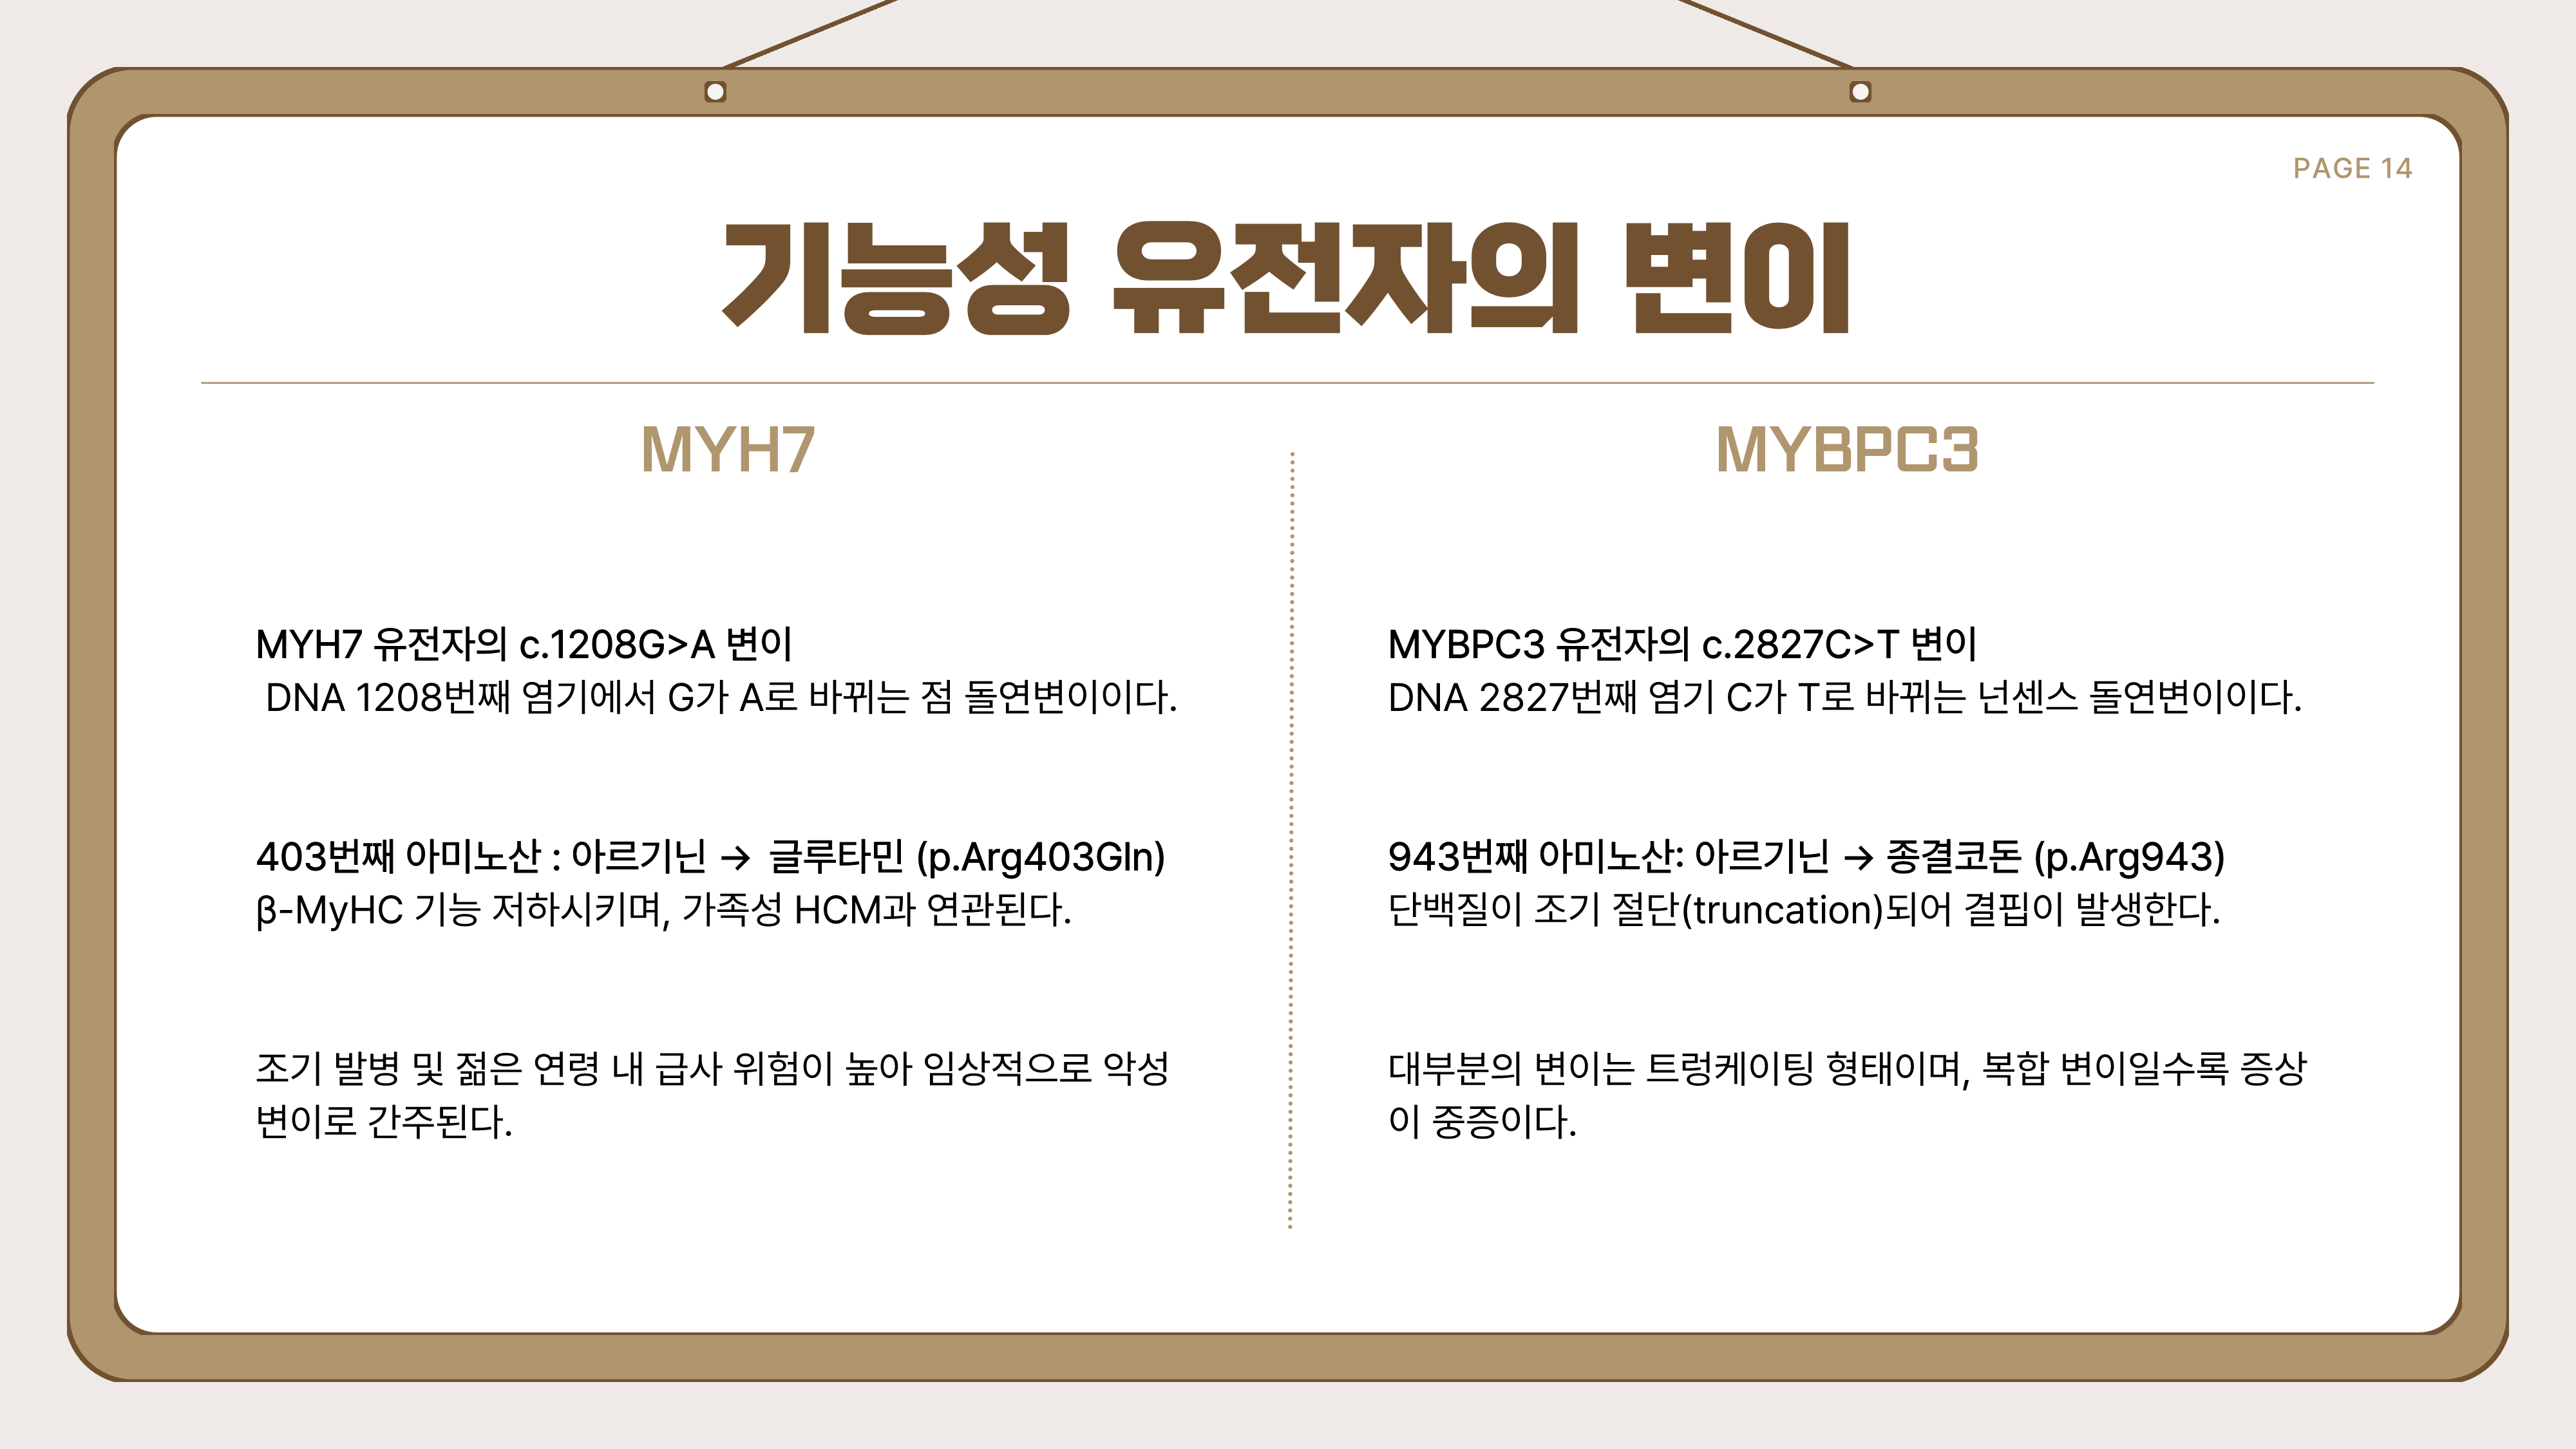 PAGE 14
기능성 유전자의 변이
MYH7
MYH7 유전자의 c.1208G>A 변이
DNA 1208번째 염기에서 G가 A로 바뀌는 점 돌연변이이다.
403번째 아미노산 : 아르기닌 → 글루타민 (p.Arg403Gln)
β-MyHC 기능 저하시키며, 가족성 HCM과 연관된다.
조기 발병 및 젊은 연령 내 급사 위험이 높아 임상적으로 악성
변이로 간주된다.
MYBPC3
MYBPC3 유전자의 c.2827C>T 변이
DNA 2827번째 염기 C가 T로 바뀌는 넌센스 돌연변이이다.
943번째 아미노산: 아르기닌 → 종결코돈 (p.Arg943)
단백질이 조기 절단(truncation)되어 결핍이 발생한다.
대부분의 변이는 트렁케이팅 형태이며, 복합 변이일수록 증상
이 중증이다.